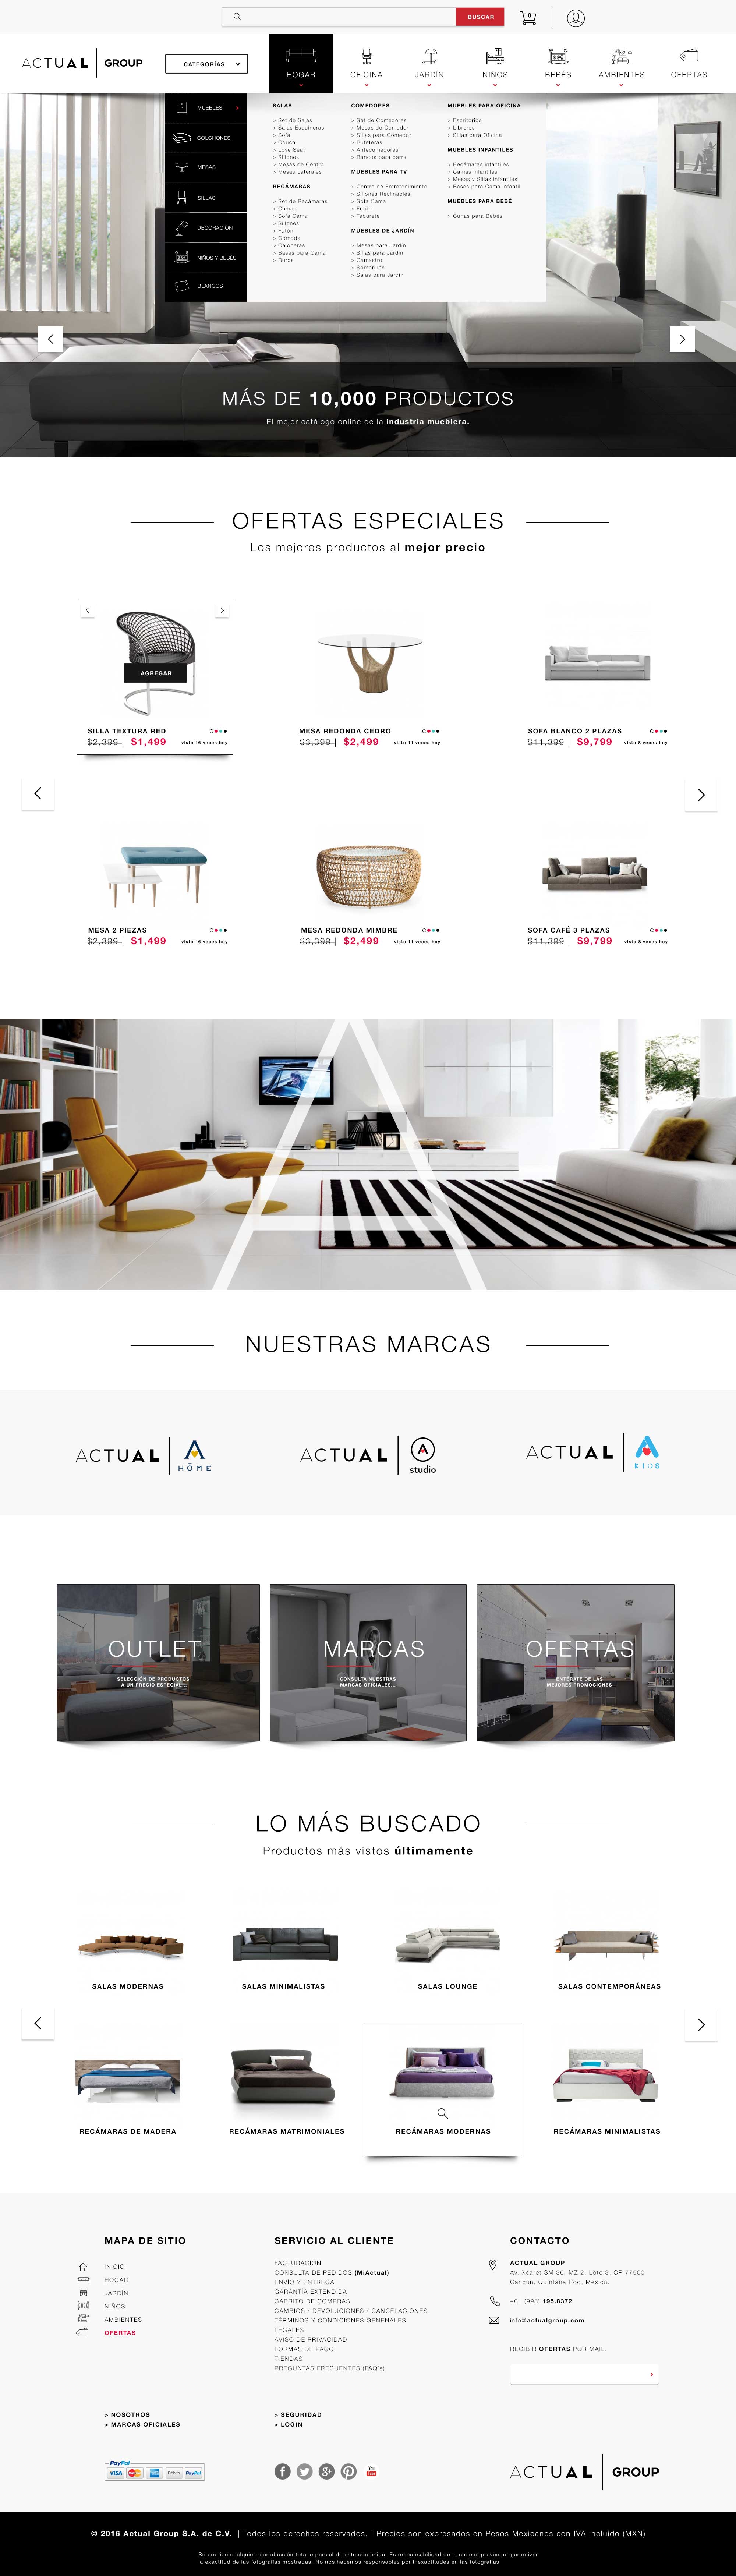 BUSCAR
0
ACTUAL GROUP
CATEGORÍAS
HOGAR
OFICINA
JARDÍN
NIÑOS
BEBÉS
AMBIENTES
OFERTAS
MUEBLES
COLCHONES
MESAS
SILLAS
DECORACIÓN
NIÑOS Y BEBÉS
BLANCOS
SALAS
> Set de Salas
> Salas Esquineras
> Sofa
> Couch
> Love Seat
> Sillones
> Mesas de Centro
> Mesas Laterales
RECÁMARAS
> Set de Recámaras
> Camas
> Sofa Cama
> Sillones
> Futón
> Cómoda
> Cajoneras
> Bases para Cama
> Buros
COMEDORES
> Set de Comedores
> Mesas de Comedor
> Sillas para Comedor
> Bufeteras
> Antecomedores
> Bancos para barra
MUEBLES PARA TV
> Centro de Entretenimiento
> Sillones Reclinables
> Sofa Cama
> Futón
> Taburete
MUEBLES DE JARDÍN
> Mesas para Jardín
> Sillas para Jardín
> Camastro
> Sombrillas
> Salas para Jardín
MUEBLES PARA OFICINA
> Escritorios
> Libreros
> Sillas para Oficina
MUEBLES INFANTILES
> Recámaras infantiles
> Camas infantiles
> Mesas y Sillas infantiles
> Bases para Cama infantil
MUEBLES PARA BEBÉ
> Cunas para Bebés
MÁS DE 10,000 PRODUCTOS
El mejor catálogo online de la industria mueblera.
OFERTAS ESPECIALES
Los mejores productos al mejor precio
AGREGAR
SILLA TEXTURA RED
$2,399 | $1,499 visto 16 veces hoy
MESA REDONDA CEDRO
$3,399 | $2,499 visto 11 veces hoy
SOFA BLANCO 2 PLAZAS
$11,399 | $9,799 visto 8 veces hoy
MESA 2 PIEZAS
$2,399 | $1,499 visto 16 veces hoy
MESA REDONDA MIMBRE
$3,399 | $2,499 visto 11 veces hoy
SOFA CAFÉ 3 PLAZAS
$11,399 | $9,799 visto 8 veces hoy
NUESTRAS MARCAS
ACTUAL HŌME
ACTUAL studio
ACTUAL KIDS
OUTLET
SELECCIÓN DE PRODUCTOS
A UN PRECIO ESPECIAL...
MARCAS
CONSULTA NUESTRAS
MARCAS OFICIALES...
OFERTAS
ENTÉRATE DE LAS
MEJORES PROMOCIONES
LO MÁS BUSCADO
Productos más vistos últimamente
SALAS MODERNAS
SALAS MINIMALISTAS
SALAS LOUNGE
SALAS CONTEMPORÁNEAS
RECÁMARAS DE MADERA
RECÁMARAS MATRIMONIALES
RECÁMARAS MODERNAS
RECÁMARAS MINIMALISTAS
MAPA DE SITIO
INICIO
HOGAR
JARDÍN
NIÑOS
AMBIENTES
OFERTAS
> NOSOTROS
> MARCAS OFICIALES
SERVICIO AL CLIENTE
FACTURACIÓN
CONSULTA DE PEDIDOS (MiActual)
ENVÍO Y ENTREGA
GARANTÍA EXTENDIDA
CARRITO DE COMPRAS
CAMBIOS / DEVOLUCIONES / CANCELACIONES
TÉRMINOS Y CONDICIONES GENENALES
LEGALES
AVISO DE PRIVACIDAD
FORMAS DE PAGO
TIENDAS
PREGUNTAS FRECUENTES (FAQ's)
> SEGURIDAD
> LOGIN
CONTACTO
ACTUAL GROUP
Av. Xcaret SM 36, MZ 2, Lote 3, CP 77500
Cancún, Quintana Roo, México.
+01 (998) 195.8372
info@actualgroup.com
RECIBIR OFERTAS POR MAIL.
PayPal
VISA PayPal
You Tube
ACTUAL GROUP
© 2016 Actual Group S.A. de C.V. | Todos los derechos reservados. | Precios son expresados en Pesos Mexicanos con IVA incluido (MXN)
Se prohibe cualquier reproducción total o parcial de este contenido. Es responsabilidad de la cadena proveedor garantizar
la exactitud de las fotografías mostradas. No nos hacemos responsables por inexactitudes en las fotografías.